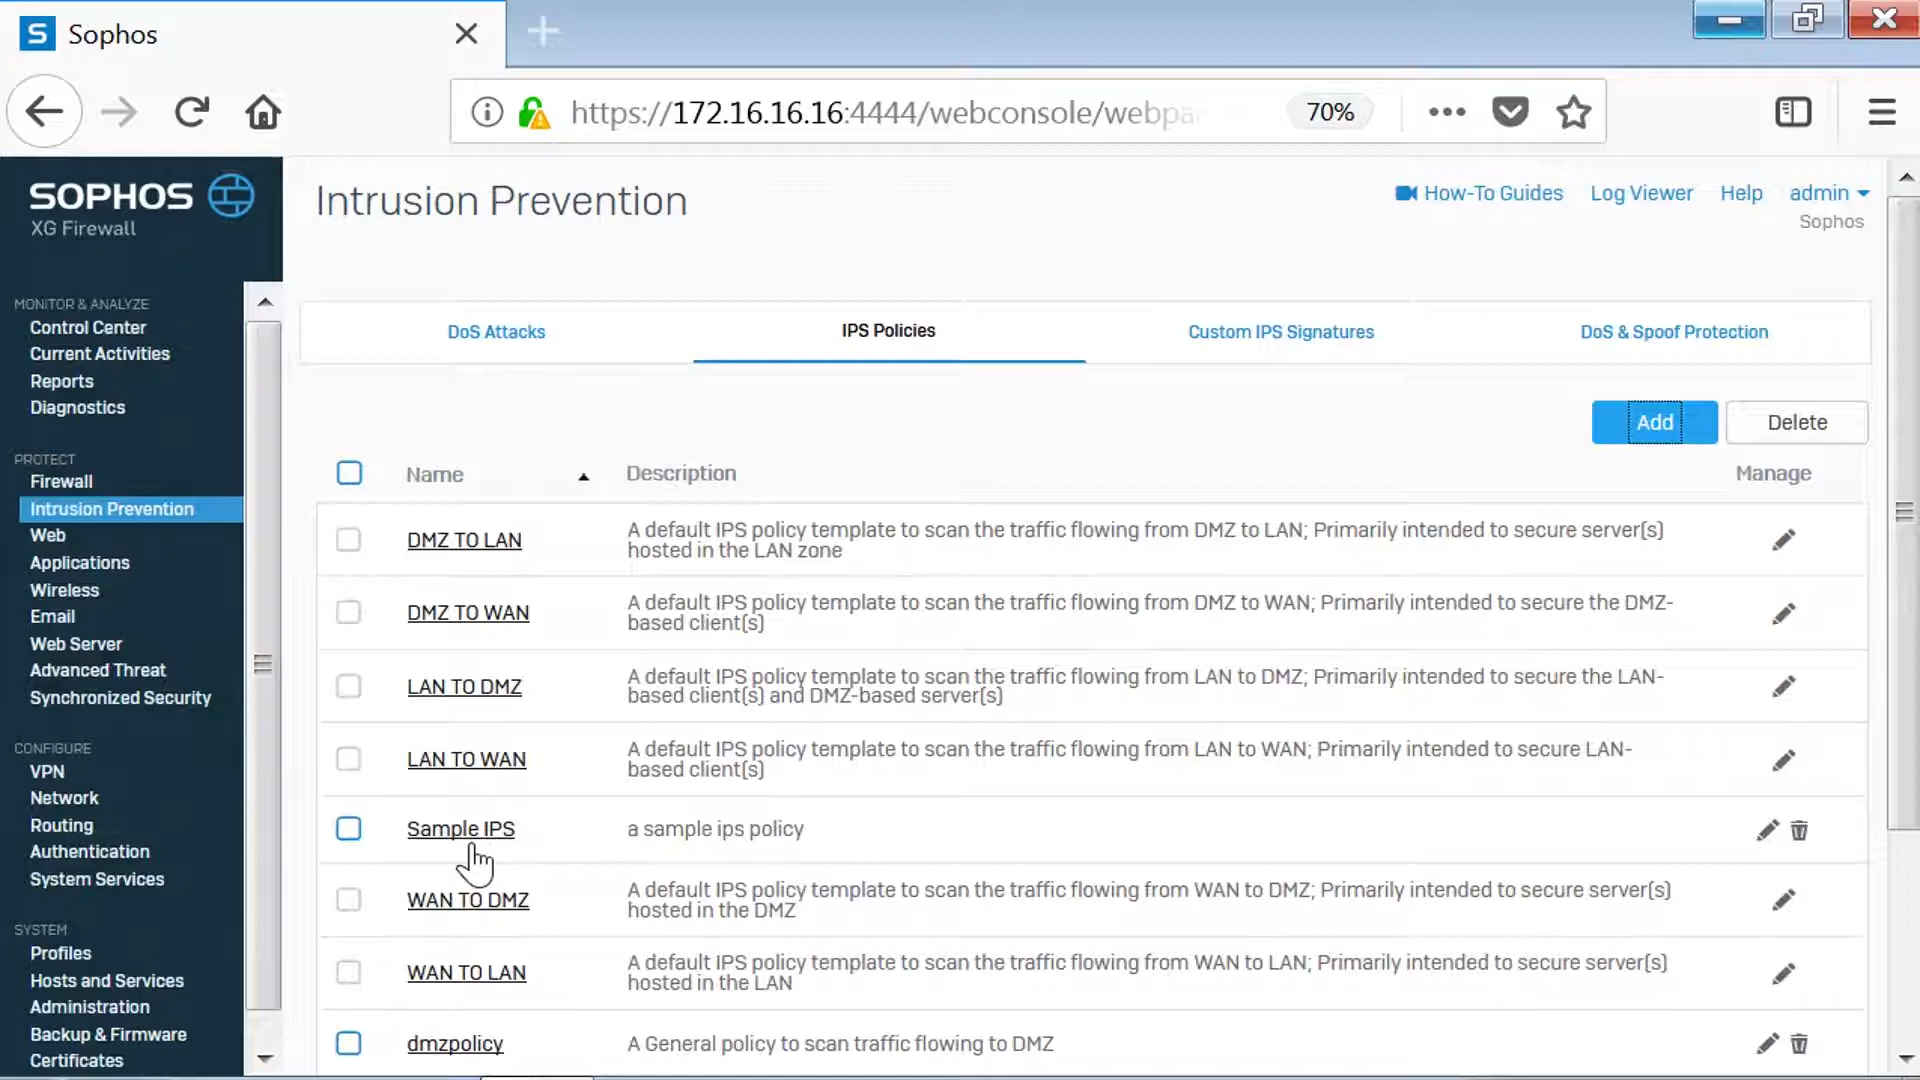 S Sophos
https://172.16.16.16:4444/webconsole/webpa
70%
SOPHOS
XG Firewall
Intrusion Prevention
How-To Guides
Log Viewer
Help
admin
Sophos
MONITOR & ANALYZE
Control Center
Current Activities
Reports
Diagnostics
PROTECT
Firewall
Intrusion Prevention
Web
Applications
Wireless
Email
Web Server
Advanced Threat
Synchronized Security
CONFIGURE
VPN
Network
Routing
Authentication
System Services
SYSTEM
Profiles
Hosts and Services
Administration
Backup & Firmware
Certificates
DoS Attacks
IPS Policies
Custom IPS Signatures
DoS & Spoof Protection
Add
Delete
Name
Description
Manage
DMZ TO LAN
A default IPS policy template to scan the traffic flowing from DMZ to LAN; Primarily intended to secure server(s)
hosted in the LAN zone
DMZ TO WAN
A default IPS policy template to scan the traffic flowing from DMZ to WAN; Primarily intended to secure the DMZ-
based client(s)
LAN TO DMZ
A default IPS policy template to scan the traffic flowing from LAN to DMZ; Primarily intended to secure the LAN-
based client(s) and DMZ-based server(s)
LAN TO WAN
A default IPS policy template to scan the traffic flowing from LAN to WAN; Primarily intended to secure LAN-
based client(s)
Sample IPS
a sample ips policy
WAN TO DMZ
A default IPS policy template to scan the traffic flowing from WAN to DMZ; Primarily intended to secure server(s)
hosted in the DMZ
WAN TO LAN
A default IPS policy template to scan the traffic flowing from WAN to LAN; Primarily intended to secure server(s)
hosted in the LAN
dmzpolicy
A General policy to scan traffic flowing to DMZ